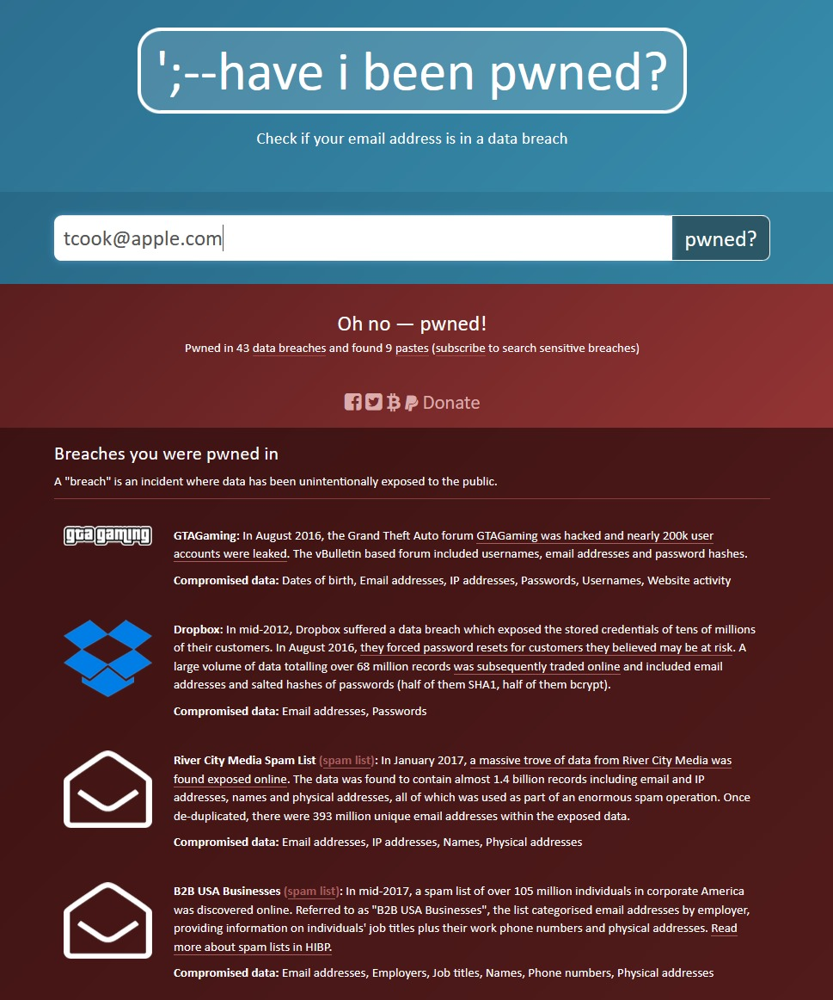 ';--have i been pwned?
Check if your email address is in a data breach
tcook@apple.com
pwned?
Oh no — pwned!
Pwned in 43 data breaches and found 9 pastes (subscribe to search sensitive breaches)
Donate
Breaches you were pwned in
A "breach" is an incident where data has been unintentionally exposed to the public.
gta gaming
GTAGaming: In August 2016, the Grand Theft Auto forum GTAGaming was hacked and nearly 200k user
accounts were leaked. The vBulletin based forum included usernames, email addresses and password hashes.
Compromised data: Dates of birth, Email addresses, IP addresses, Passwords, Usernames, Website activity
Dropbox: In mid-2012, Dropbox suffered a data breach which exposed the stored credentials of tens of millions
of their customers. In August 2016, they forced password resets for customers they believed may be at risk. A
large volume of data totalling over 68 million records was subsequently traded online and included email
addresses and salted hashes of passwords (half of them SHA1, half of them bcrypt).
Compromised data: Email addresses, Passwords
River City Media Spam List (spam list): In January 2017, a massive trove of data from River City Media was
found exposed online. The data was found to contain almost 1.4 billion records including email and IP
addresses, names and physical addresses, all of which was used as part of an enormous spam operation. Once
de-duplicated, there were 393 million unique email addresses within the exposed data.
Compromised data: Email addresses, IP addresses, Names, Physical addresses
B2B USA Businesses (spam list): In mid-2017, a spam list of over 105 million individuals in corporate America
was discovered online. Referred to as "B2B USA Businesses", the list categorised email addresses by employer,
providing information on individuals' job titles plus their work phone numbers and physical addresses. Read
more about spam lists in HIBP.
Compromised data: Email addresses, Employers, Job titles, Names, Phone numbers, Physical addresses